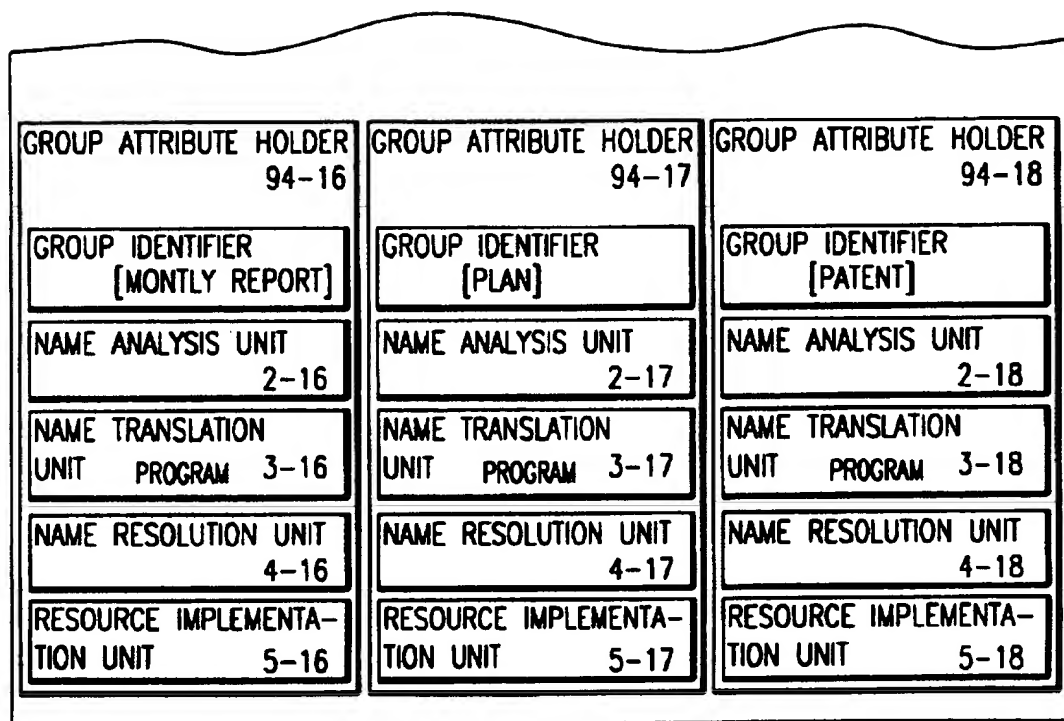 GROUP ATTRIBUTE HOLDER
94-16
GROUP IDENTIFIER
[MONTLY REPORT]
NAME ANALYSIS UNIT
2-16
NAME TRANSLATION
UNIT PROGRAM 3-16
NAME RESOLUTION UNIT
4-16
RESOURCE IMPLEMENTA-
TION UNIT 5-16
GROUP ATTRIBUTE HOLDER
94-17
GROUP IDENTIFIER
[PLAN]
NAME ANALYSIS UNIT
2-17
NAME TRANSLATION
UNIT PROGRAM 3-17
NAME RESOLUTION UNIT
4-17
RESOURCE IMPLEMENTA-
TION UNIT 5-17
GROUP ATTRIBUTE HOLDER
94-18
GROUP IDENTIFIER
[PATENT]
NAME ANALYSIS UNIT
2-18
NAME TRANSLATION
UNIT PROGRAM 3-18
NAME RESOLUTION UNIT
4-18
RESOURCE IMPLEMENTA-
TION UNIT 5-18